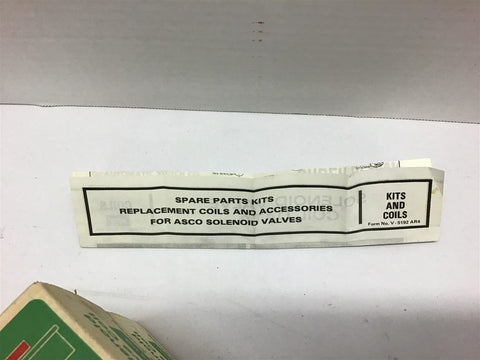 SPARE PARTS KITS
REPLACEMENT COILS AND ACCESSORIES
FOR ASCO SOLENOID VALVES
KITS
AND
COILS
Form No. V-5192 AR4